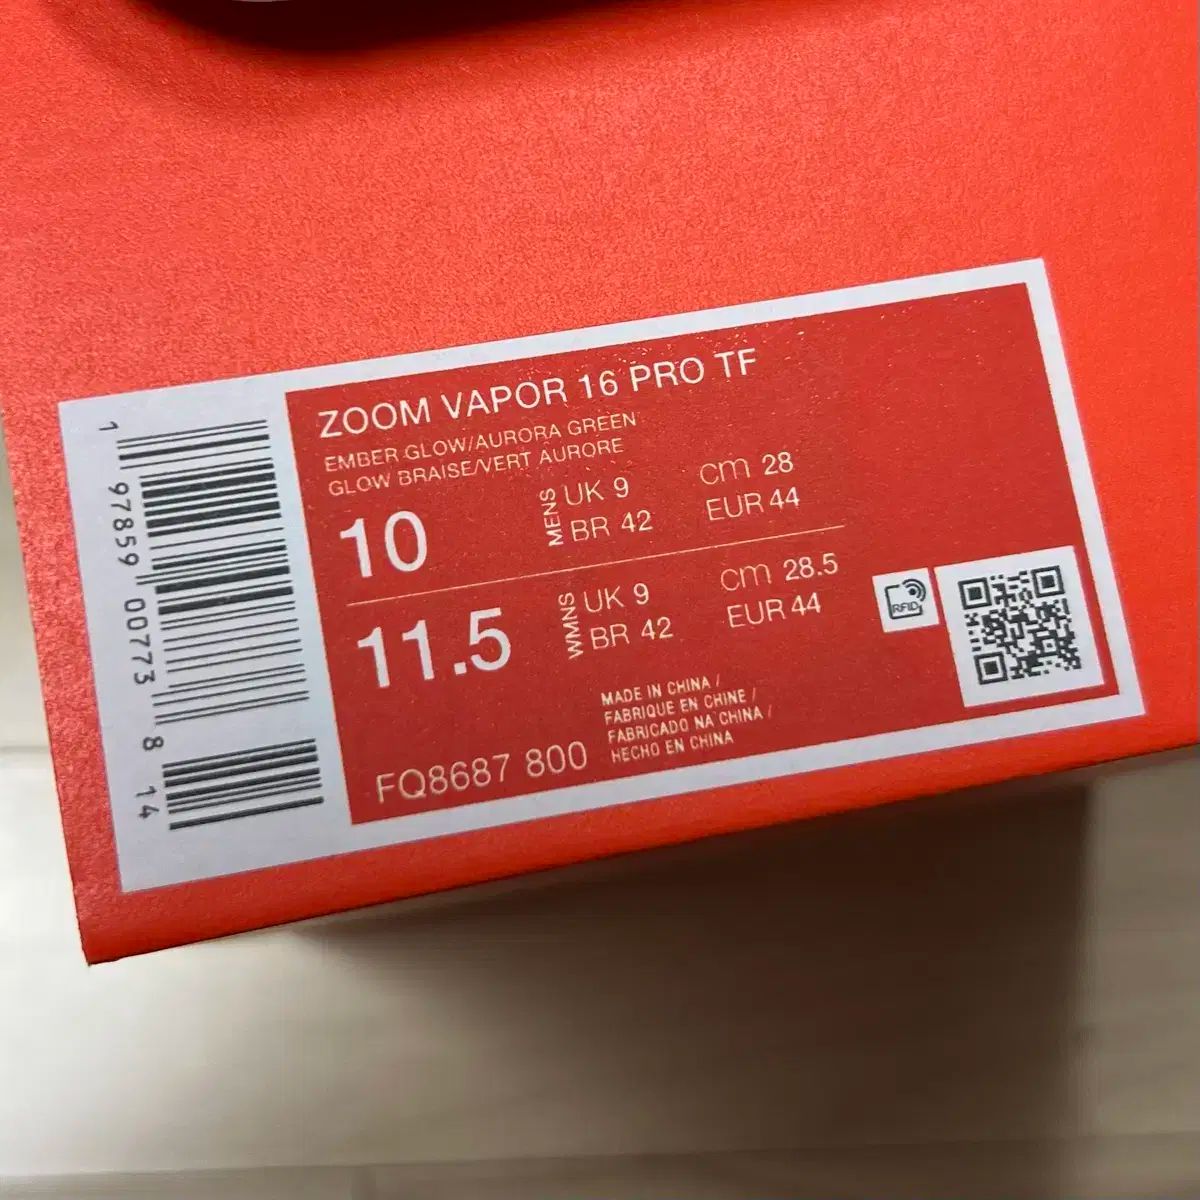 ZOOM VAPOR 16 PRO TF
EMBER GLOW/AURORA GREEN
GLOW BRAISE/VERT AURORE
10
MENS
UK 9
BR 42
cm 28
EUR 44
11.5
WMNS
UK 9
BR 42
cm 28.5
EUR 44
FQ8687 800
MADE IN CHINA /
FABRIQUE EN CHINE /
FABRICADO NA CHINA /
HECHO EN CHINA
RFID
1 97859 00773 8 14